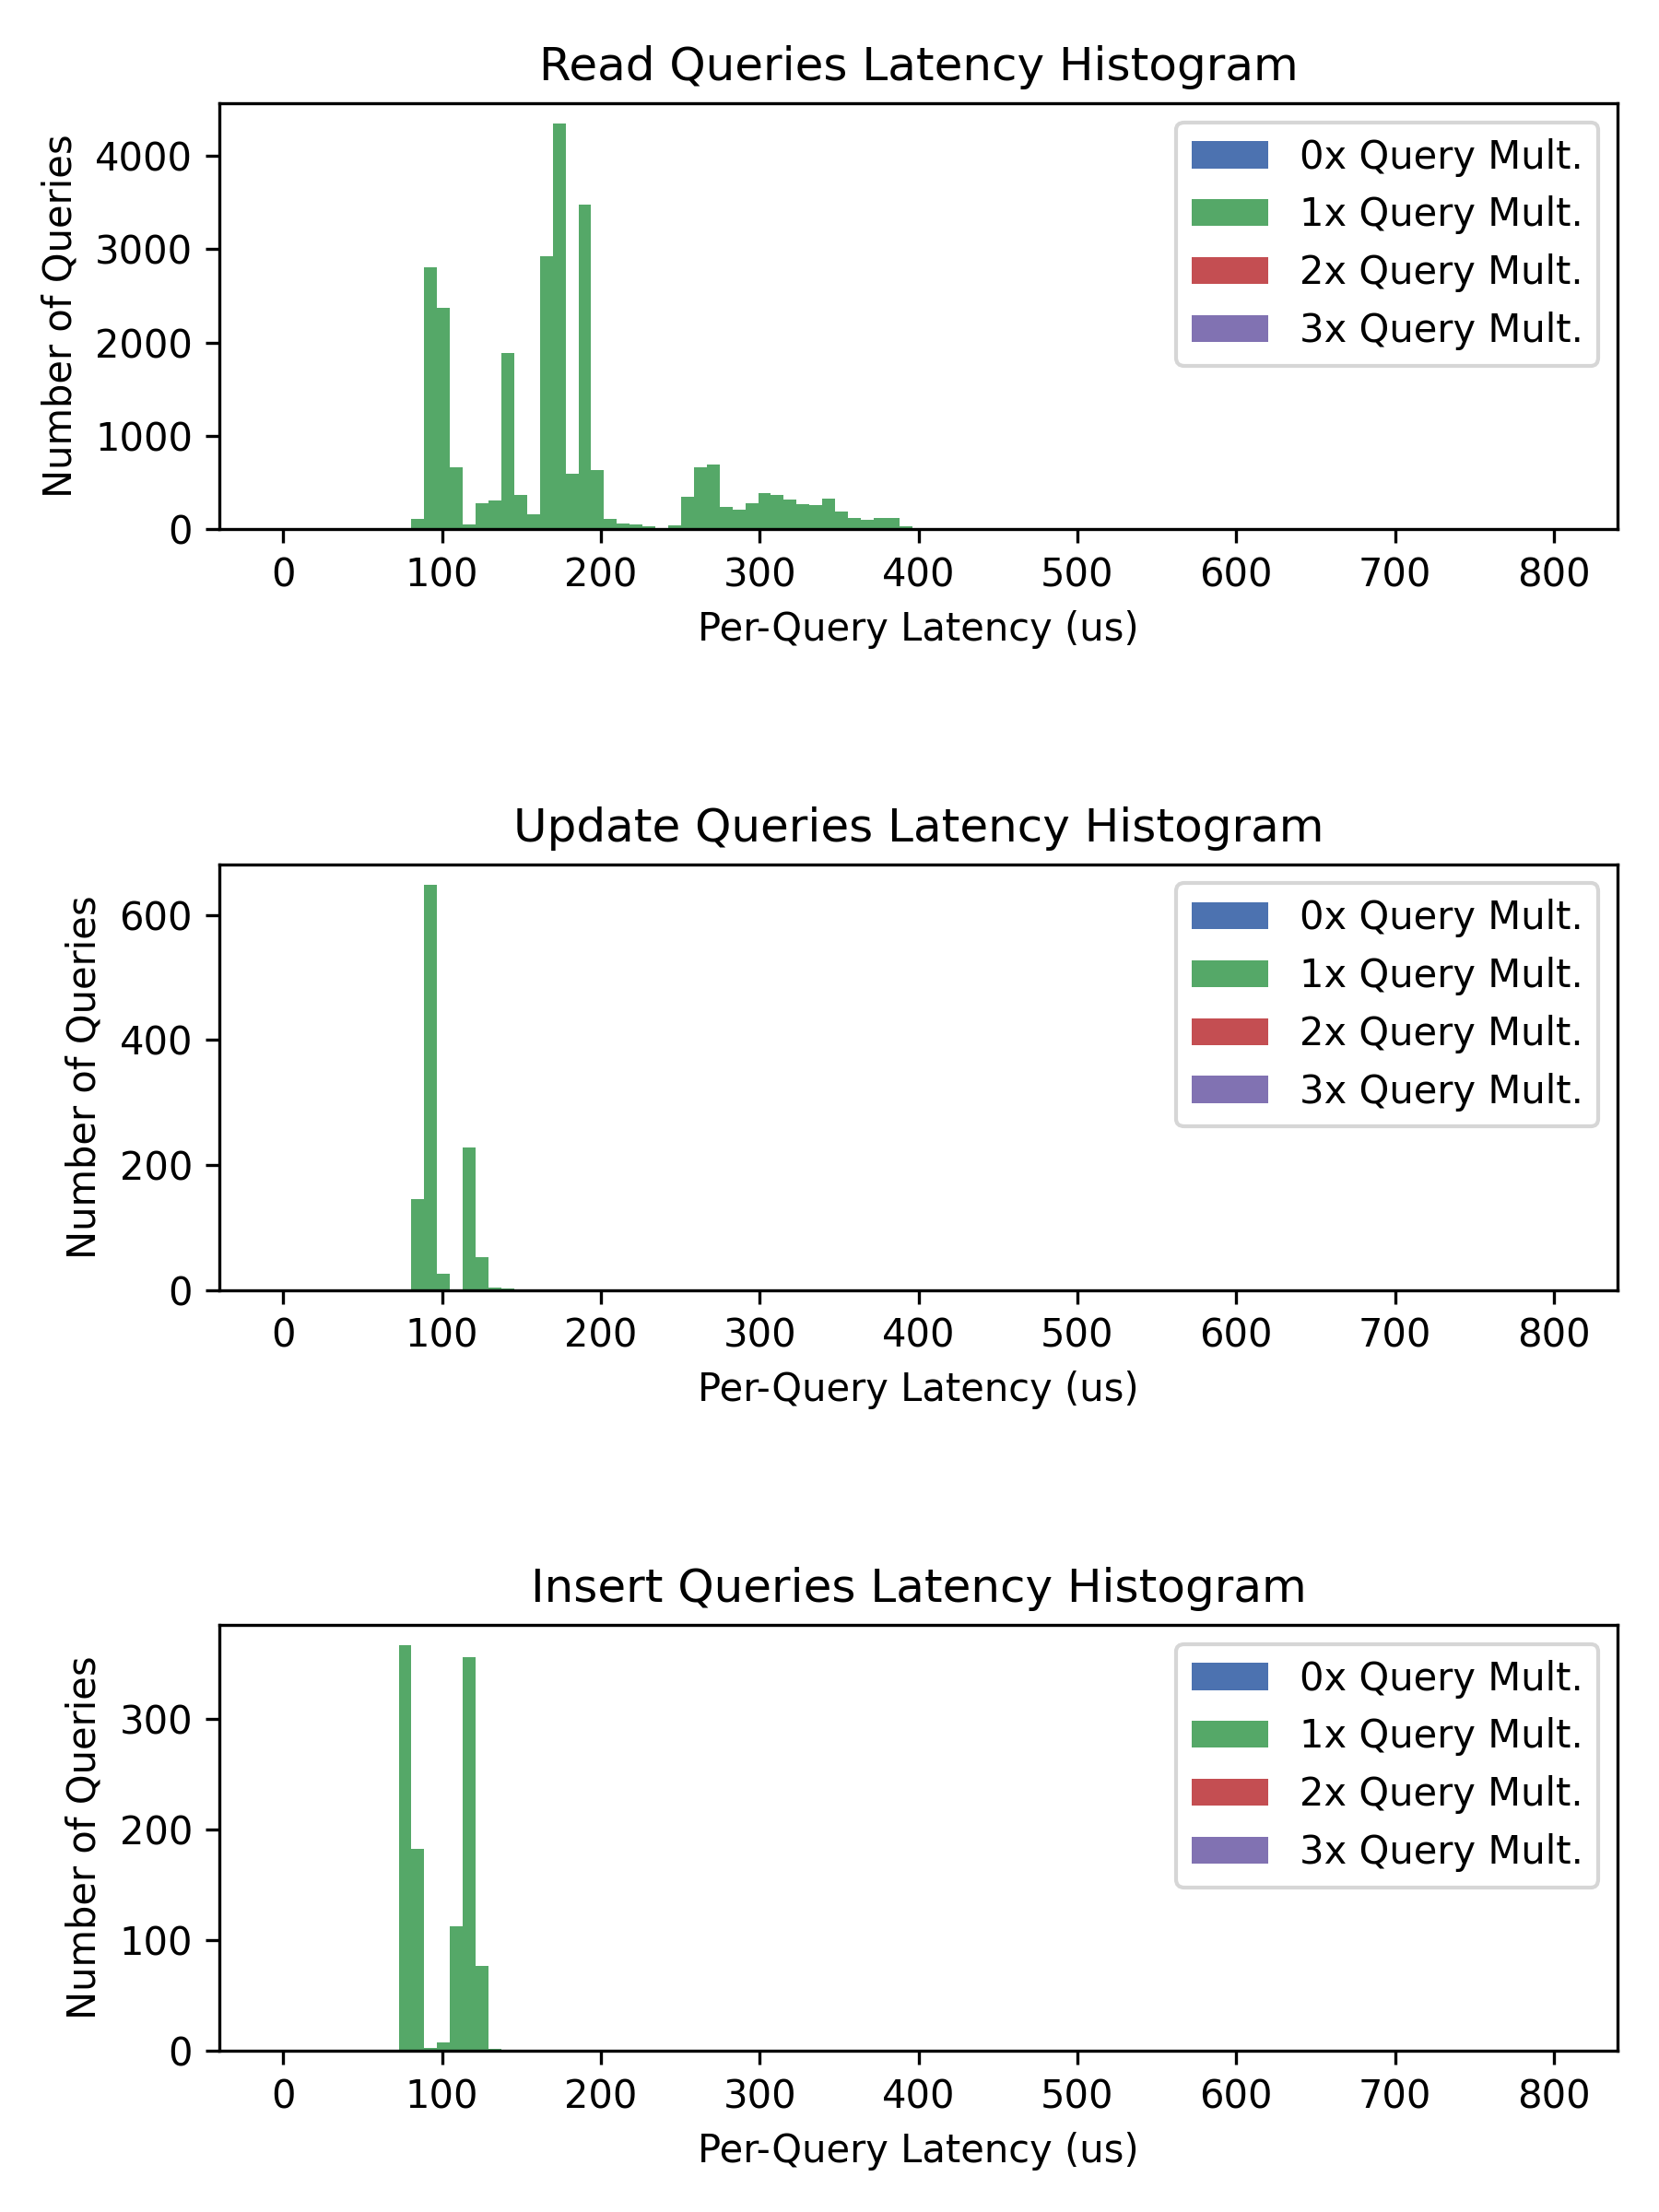 Read Queries Latency Histogram
Number of Queries
4000
3000
2000
1000
0
0x Query Mult.
1x Query Mult.
2x Query Mult.
3x Query Mult.
0 100 200 300 400 500 600 700 800
Per-Query Latency (us)
Update Queries Latency Histogram
Number of Queries
600
400
200
0
0x Query Mult.
1x Query Mult.
2x Query Mult.
3x Query Mult.
0 100 200 300 400 500 600 700 800
Per-Query Latency (us)
Insert Queries Latency Histogram
Number of Queries
300
200
100
0
0x Query Mult.
1x Query Mult.
2x Query Mult.
3x Query Mult.
0 100 200 300 400 500 600 700 800
Per-Query Latency (us)